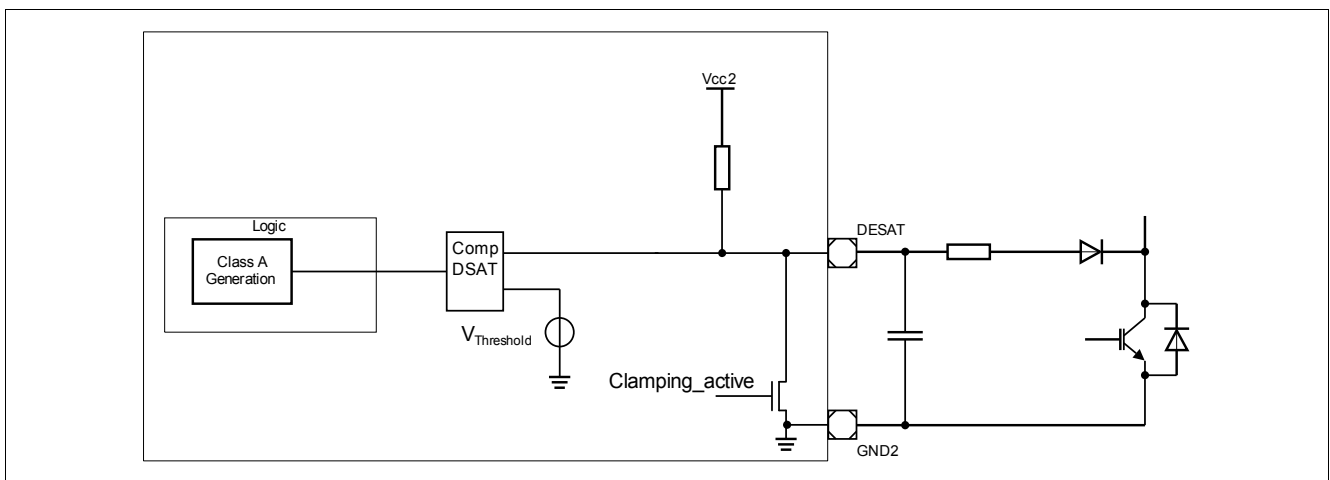 Vcc2
DESAT
Logic
Class A
Generation
Comp
DSAT
VThreshold
Clamping_active
GND2